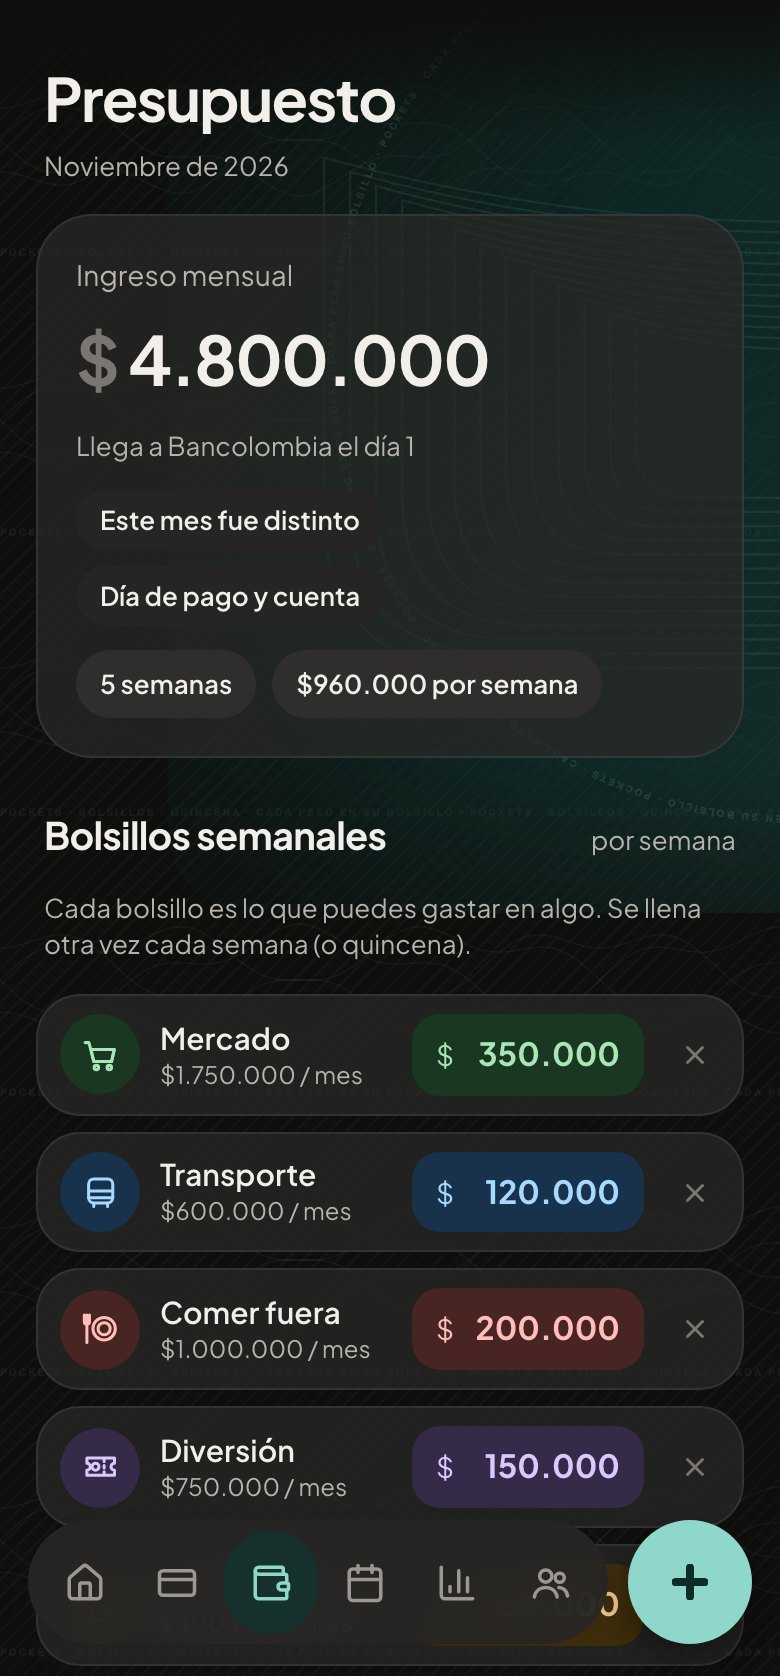 Presupuesto
Noviembre de 2026
Ingreso mensual
$ 4.800.000
Llega a Bancolombia el día 1
Este mes fue distinto
Día de pago y cuenta
5 semanas
$960.000 por semana
Bolsillos semanales
por semana
Cada bolsillo es lo que puedes gastar en algo. Se llena
otra vez cada semana (o quincena).
Mercado
$ 350.000
$1.750.000 / mes
Transporte
$ 120.000
$600.000 / mes
Comer fuera
$ 200.000
$1.000.000 / mes
Diversión
$ 150.000
$750.000 / mes